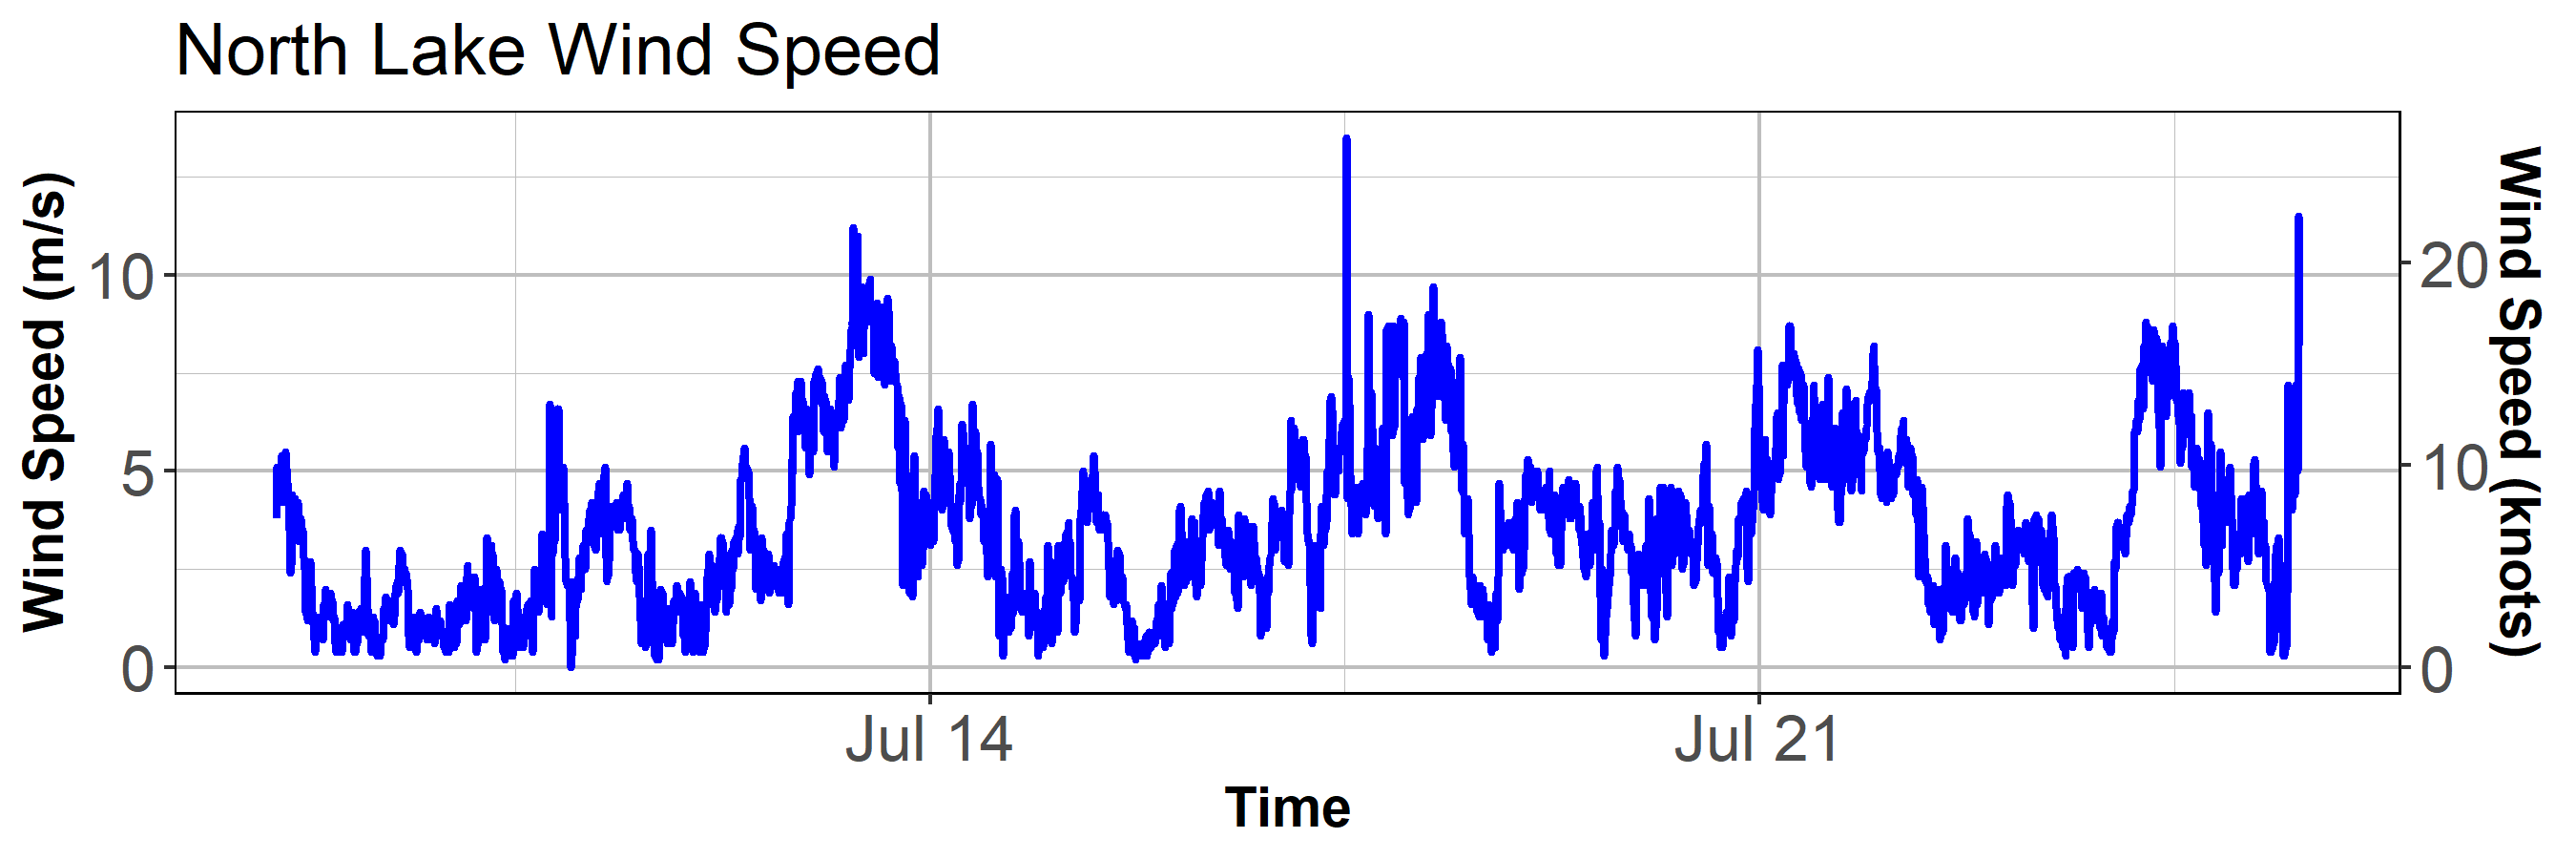 North Lake Wind Speed
Wind Speed (m/s)
10
5
0
20
10
0
Wind Speed (knots)
Jul 14
Jul 21
Time